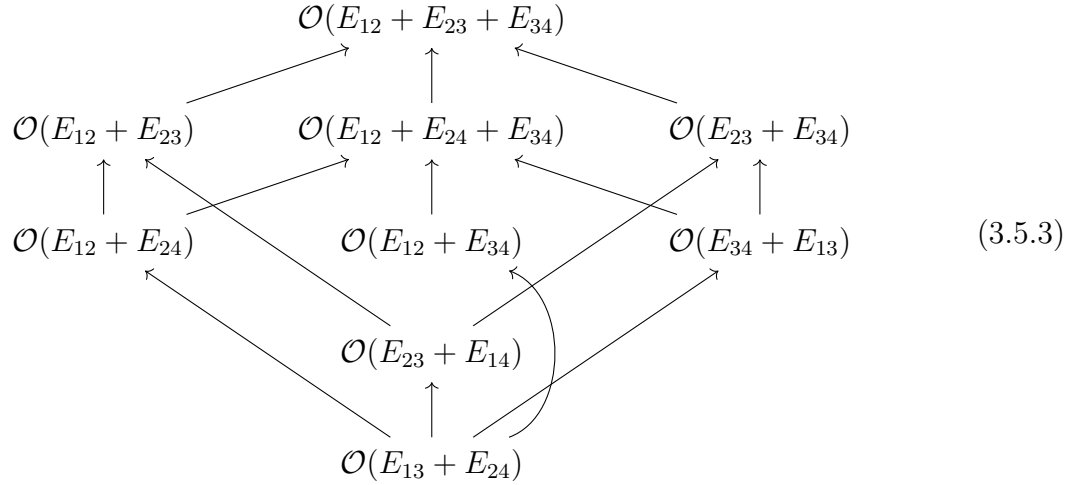 𝒪(E₁₂ + E₂₃ + E₃₄)
𝒪(E₁₂ + E₂₃) 𝒪(E₁₂ + E₂₄ + E₃₄) 𝒪(E₂₃ + E₃₄)
𝒪(E₁₂ + E₂₄) 𝒪(E₁₂ + E₃₄) 𝒪(E₃₄ + E₁₃) (3.5.3)
𝒪(E₂₃ + E₁₄)
𝒪(E₁₃ + E₂₄)